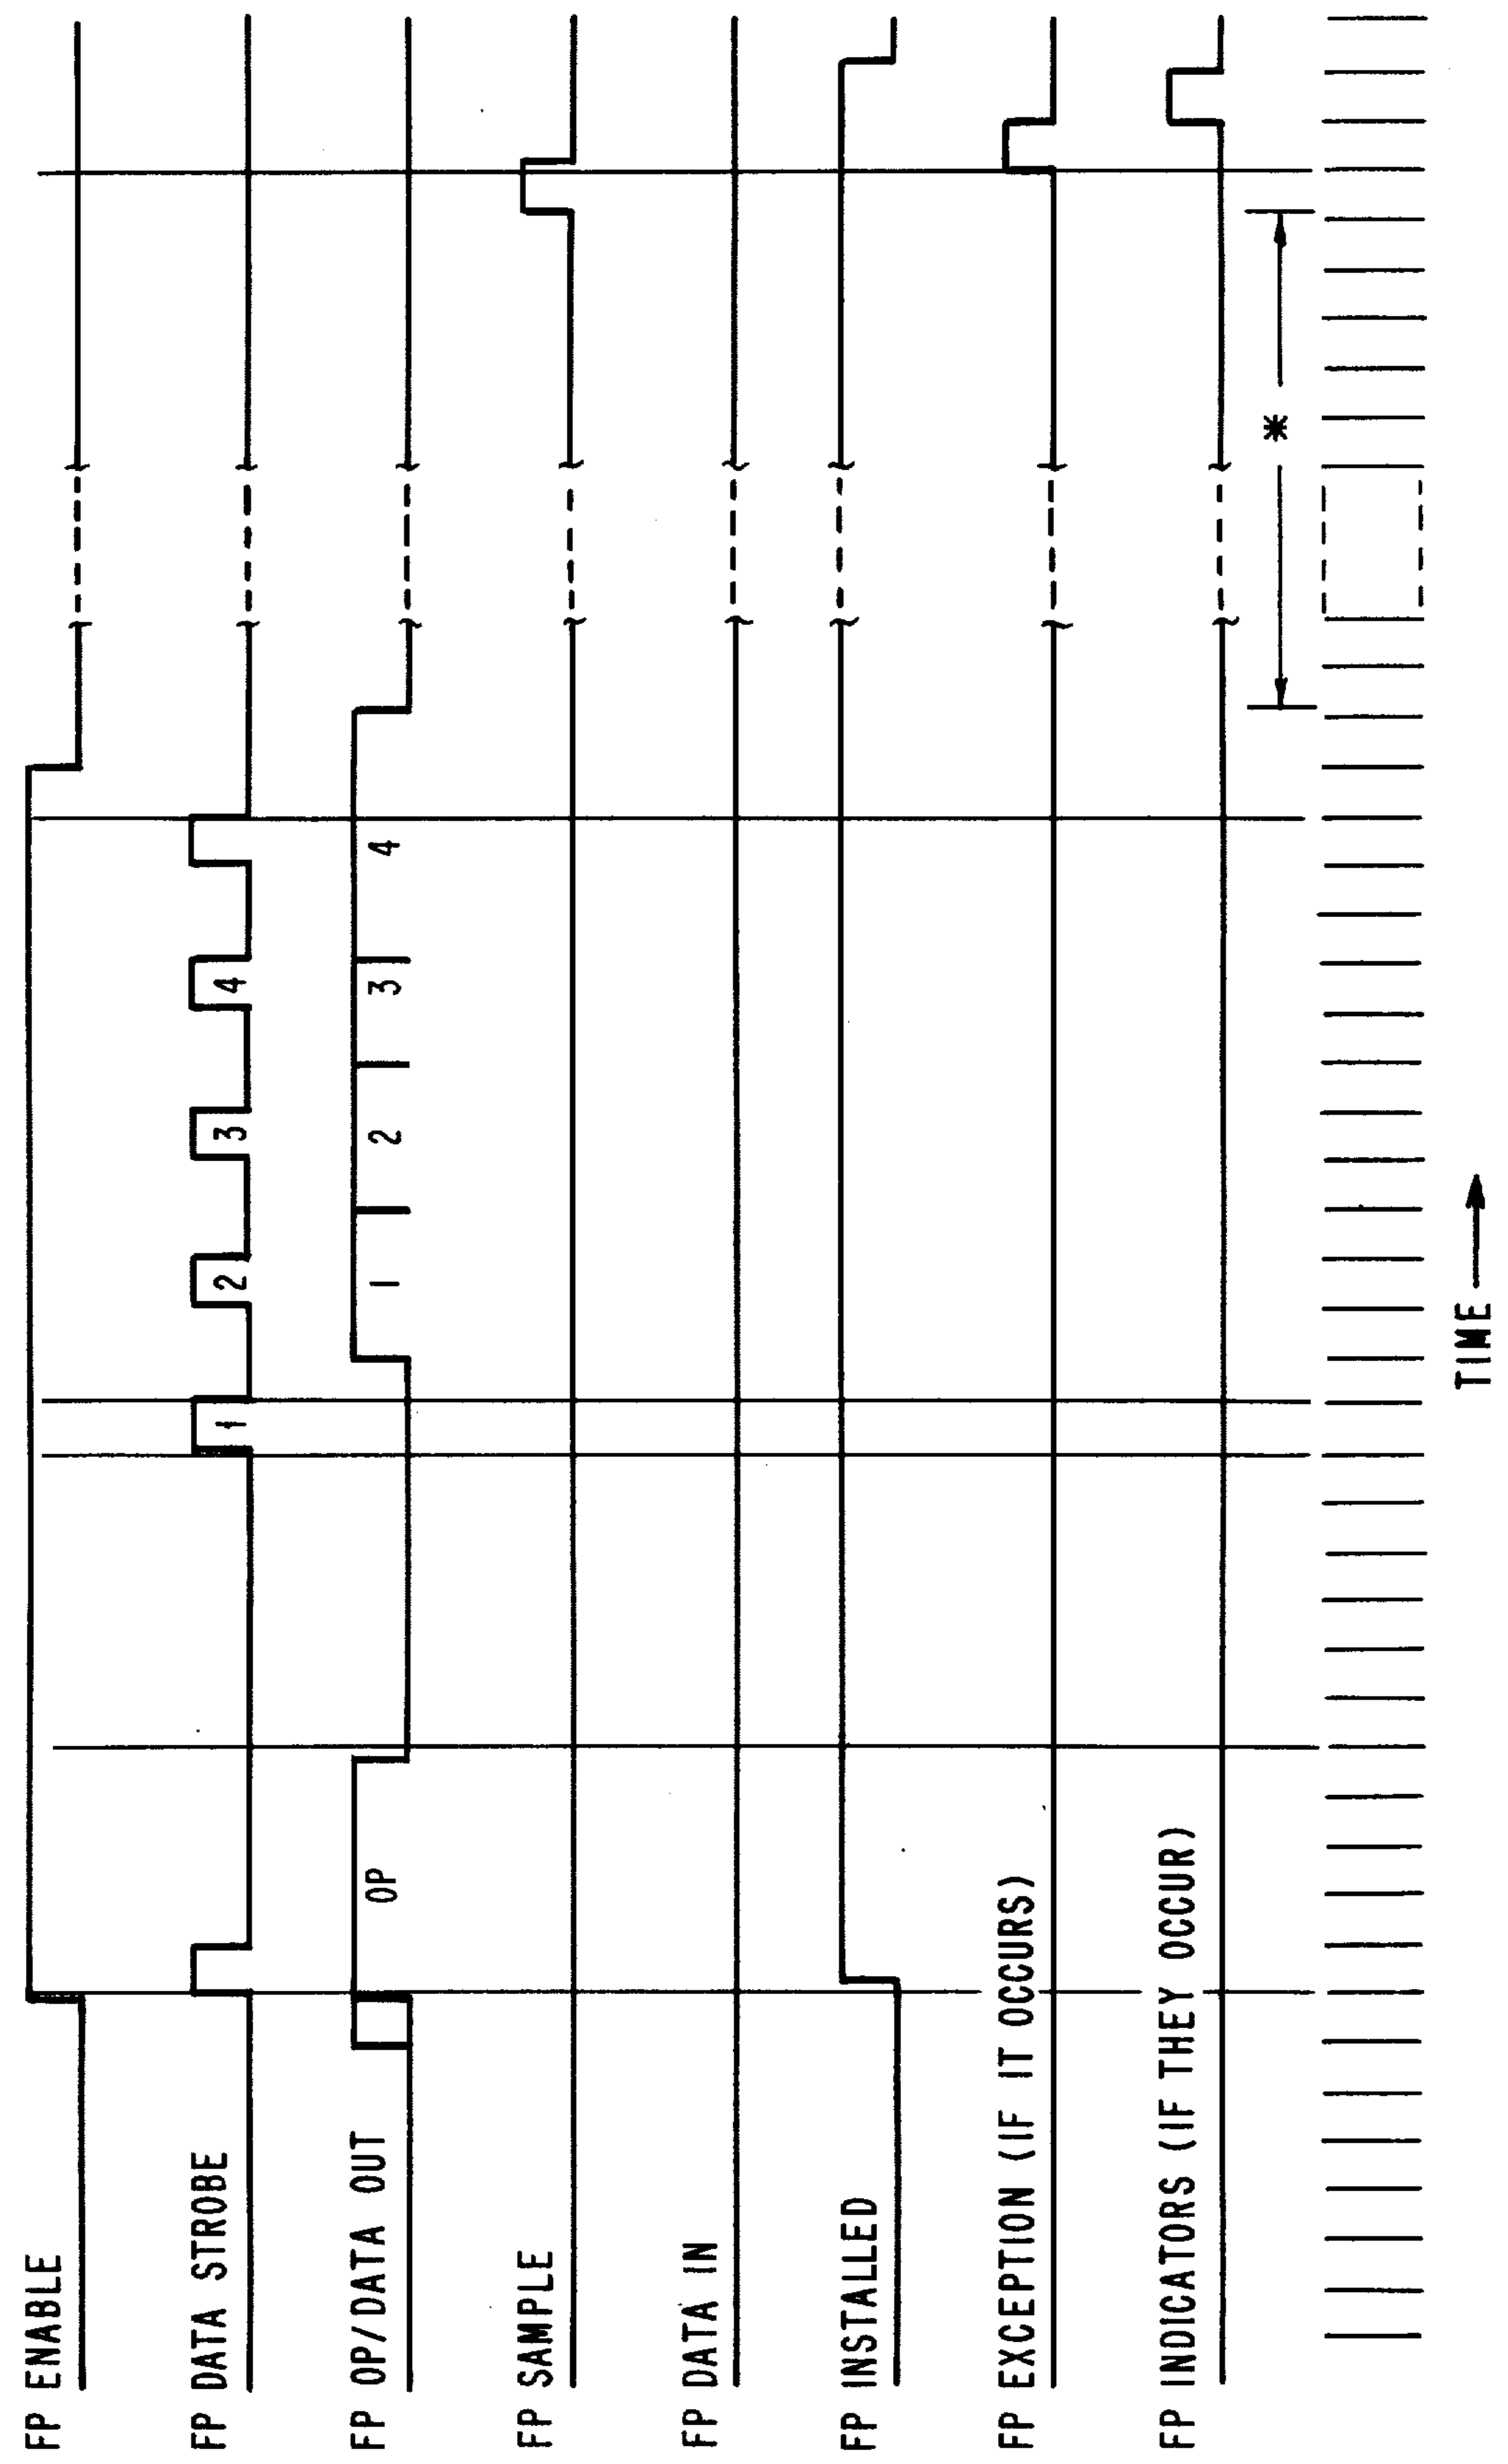 FP ENABLE
FP DATA STROBE
1 2 3 4
FP OP/DATA OUT
OP 1 2 3 4
FP SAMPLE
FP DATA IN
FP INSTALLED
FP EXCEPTION (IF IT OCCURS)
FP INDICATORS (IF THEY OCCUR)
*
TIME